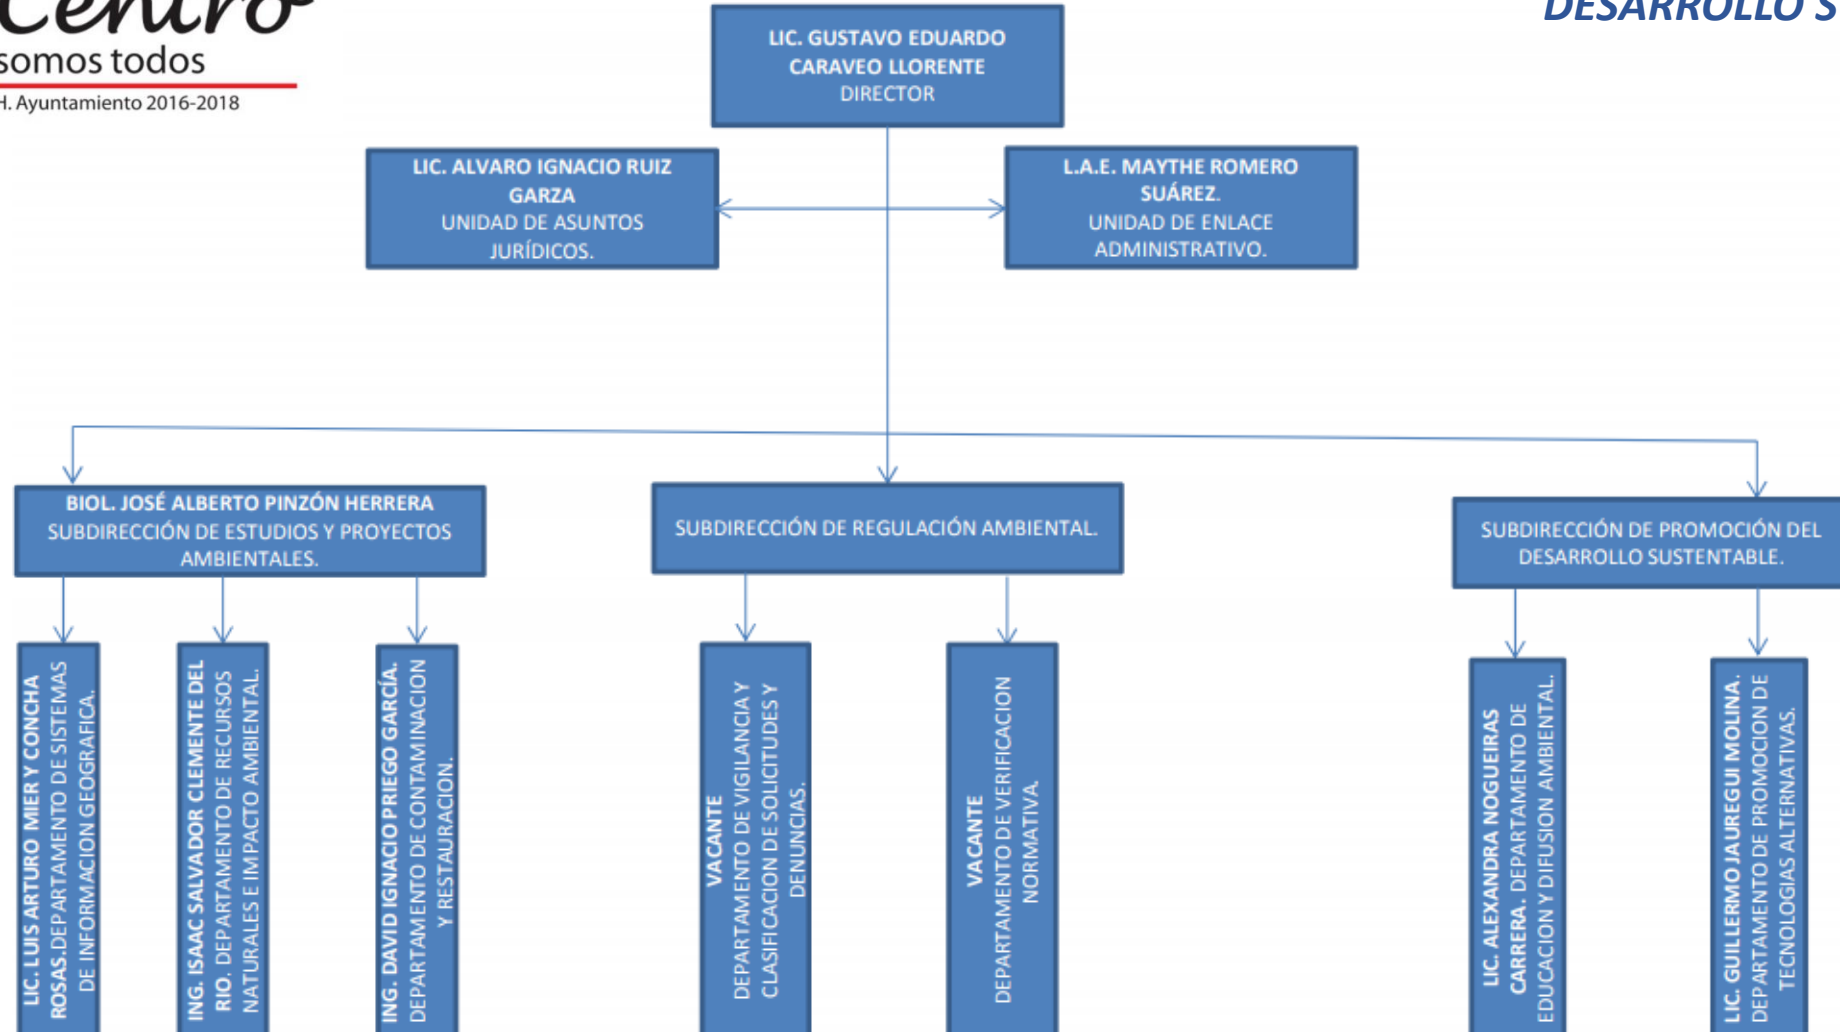 Centro
somos todos
H. Ayuntamiento 2016-2018
DESARROLLO S
LIC. GUSTAVO EDUARDO
CARAVEO LLORENTE
DIRECTOR
LIC. ALVARO IGNACIO RUIZ
GARZA
UNIDAD DE ASUNTOS
JURÍDICOS.
L.A.E. MAYTHE ROMERO
SUÁREZ.
UNIDAD DE ENLACE
ADMINISTRATIVO.
BIOL. JOSÉ ALBERTO PINZÓN HERRERA
SUBDIRECCIÓN DE ESTUDIOS Y PROYECTOS
AMBIENTALES.
SUBDIRECCIÓN DE REGULACIÓN AMBIENTAL.
SUBDIRECCIÓN DE PROMOCIÓN DEL
DESARROLLO SUSTENTABLE.
LIC. LUIS ARTURO MIER Y CONCHA
ROSAS.DEPARTAMENTO DE SISTEMAS
DE INFORMACION GEOGRAFICA.
ING. ISAAC SALVADOR CLEMENTE DEL
RIO. DEPARTAMENTO DE RECURSOS
NATURALES E IMPACTO AMBIENTAL.
ING. DAVID IGNACIO PRIEGO GARCÍA.
DEPARTAMENTO DE CONTAMINACION
Y RESTAURACION.
VACANTE
DEPARTAMENTO DE VIGILANCIA Y
CLASIFICACION DE SOLICITUDES Y
DENUNCIAS.
VACANTE
DEPARTAMENTO DE VERIFICACION
NORMATIVA.
LIC. ALEXANDRA NOGUEIRAS
CARRERA. DEPARTAMENTO DE
EDUCACION Y DIFUSION AMBIENTAL.
LIC. GUILLERMO JAUREGUI MOLINA.
DEPARTAMENTO DE PROMOCION DE
TECNOLOGIAS ALTERNATIVAS.